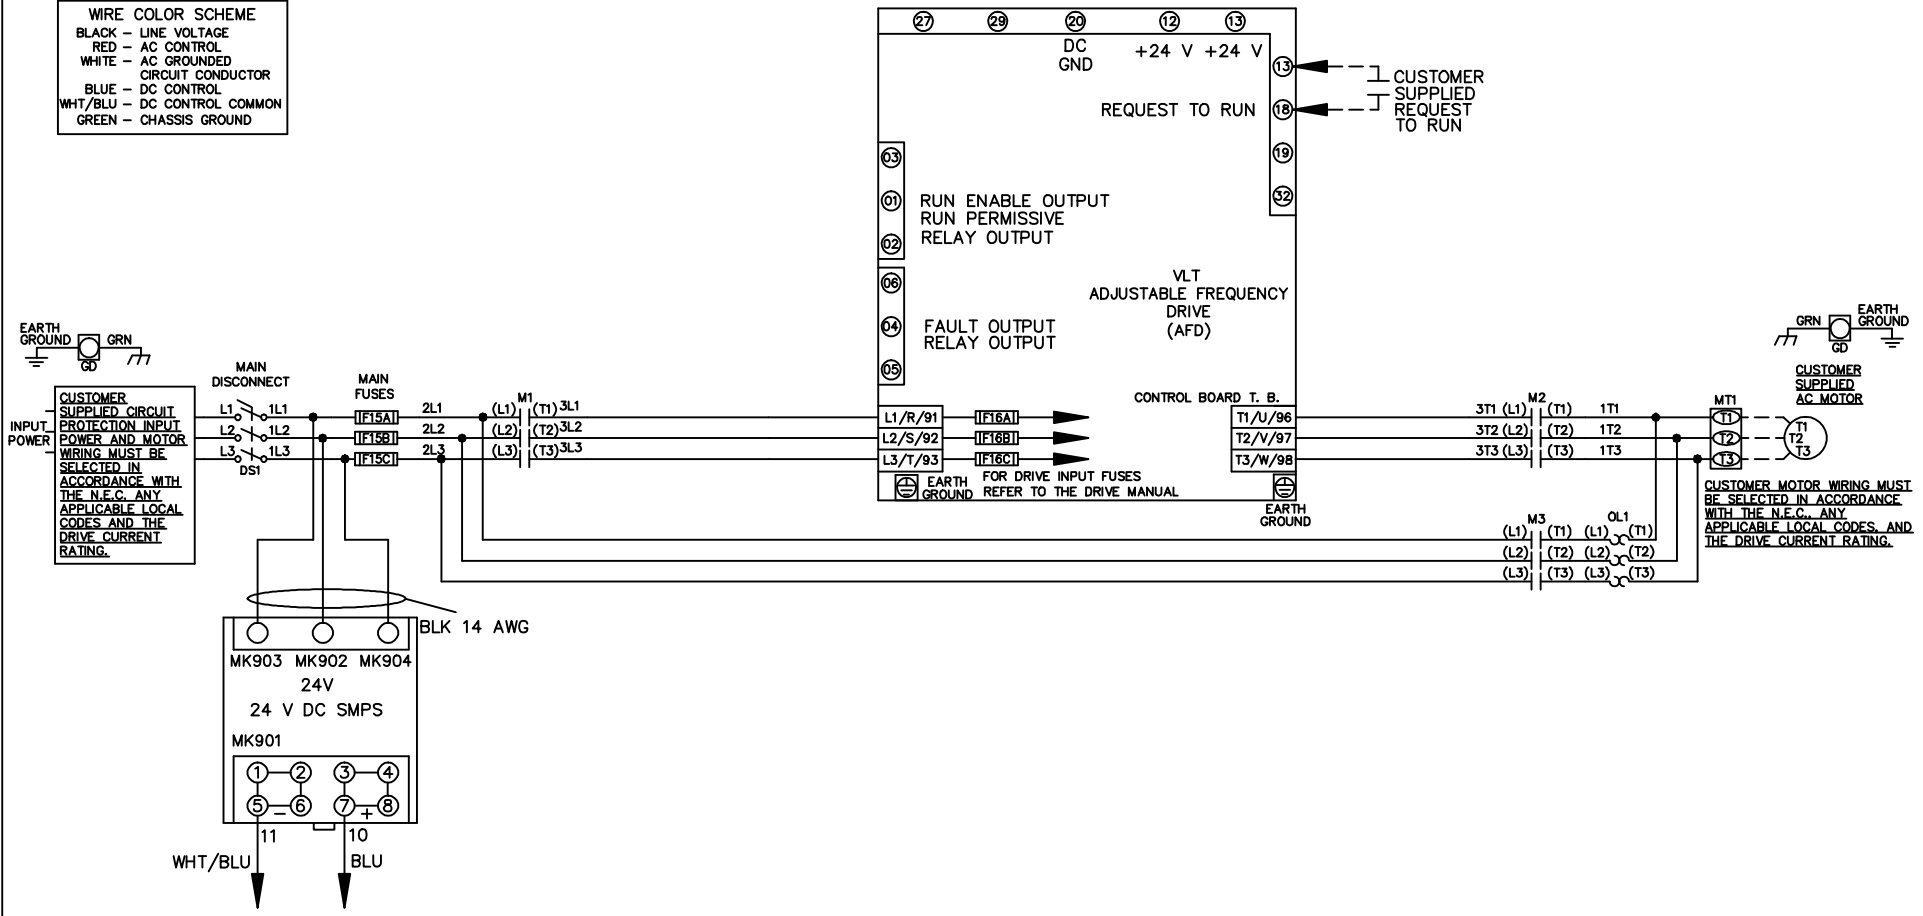 WIRE COLOR SCHEME
BLACK – LINE VOLTAGE
RED – AC CONTROL
WHITE – AC GROUNDED
CIRCUIT CONDUCTOR
BLUE – DC CONTROL
WHT/BLU – DC CONTROL COMMON
GREEN – CHASSIS GROUND
27 29 20 12 13
DC
GND
+24 V +24 V
13
REQUEST TO RUN 18
19
32
CUSTOMER
SUPPLIED
REQUEST
TO RUN
03
01
02
RUN ENABLE OUTPUT
RUN PERMISSIVE
RELAY OUTPUT
06
04
05
FAULT OUTPUT
RELAY OUTPUT
VLT
ADJUSTABLE FREQUENCY
DRIVE
(AFD)
CONTROL BOARD T. B.
EARTH
GROUND
GRN
GD
INPUT
POWER
CUSTOMER
SUPPLIED CIRCUIT
PROTECTION INPUT
POWER AND MOTOR
WIRING MUST BE
SELECTED IN
ACCORDANCE WITH
THE N.E.C. ANY
APPLICABLE LOCAL
CODES AND THE
DRIVE CURRENT
RATING.
MAIN
DISCONNECT
L1 1L1
L2 1L2
L3 1L3
DS1
MAIN
FUSES
F15A
F15B
F15C
2L1
2L2
2L3
M1
(L1) (T1) 3L1
(L2) (T2) 3L2
(L3) (T3) 3L3
L1/R/91 F16A
L2/S/92 F16B
L3/T/93 F16C
EARTH
GROUND
FOR DRIVE INPUT FUSES
REFER TO THE DRIVE MANUAL
T1/U/96
T2/V/97
T3/W/98
EARTH
GROUND
M2
3T1 (L1) (T1) 1T1
3T2 (L2) (T2) 1T2
3T3 (L3) (T3) 1T3
MT1
T1
T2
T3
T1
T2
T3
GRN
GD
EARTH
GROUND
CUSTOMER
SUPPLIED
AC MOTOR
CUSTOMER MOTOR WIRING MUST
BE SELECTED IN ACCORDANCE
WITH THE N.E.C., ANY
APPLICABLE LOCAL CODES, AND
THE DRIVE CURRENT RATING.
M3 OL1
(L1) (T1) (L1) (T1)
(L2) (T2) (L2) (T2)
(L3) (T3) (L3) (T3)
BLK 14 AWG
MK903 MK902 MK904
24V
24 V DC SMPS
MK901
1 2 3 4
5 6 7 8
– +
11 10
WHT/BLU BLU